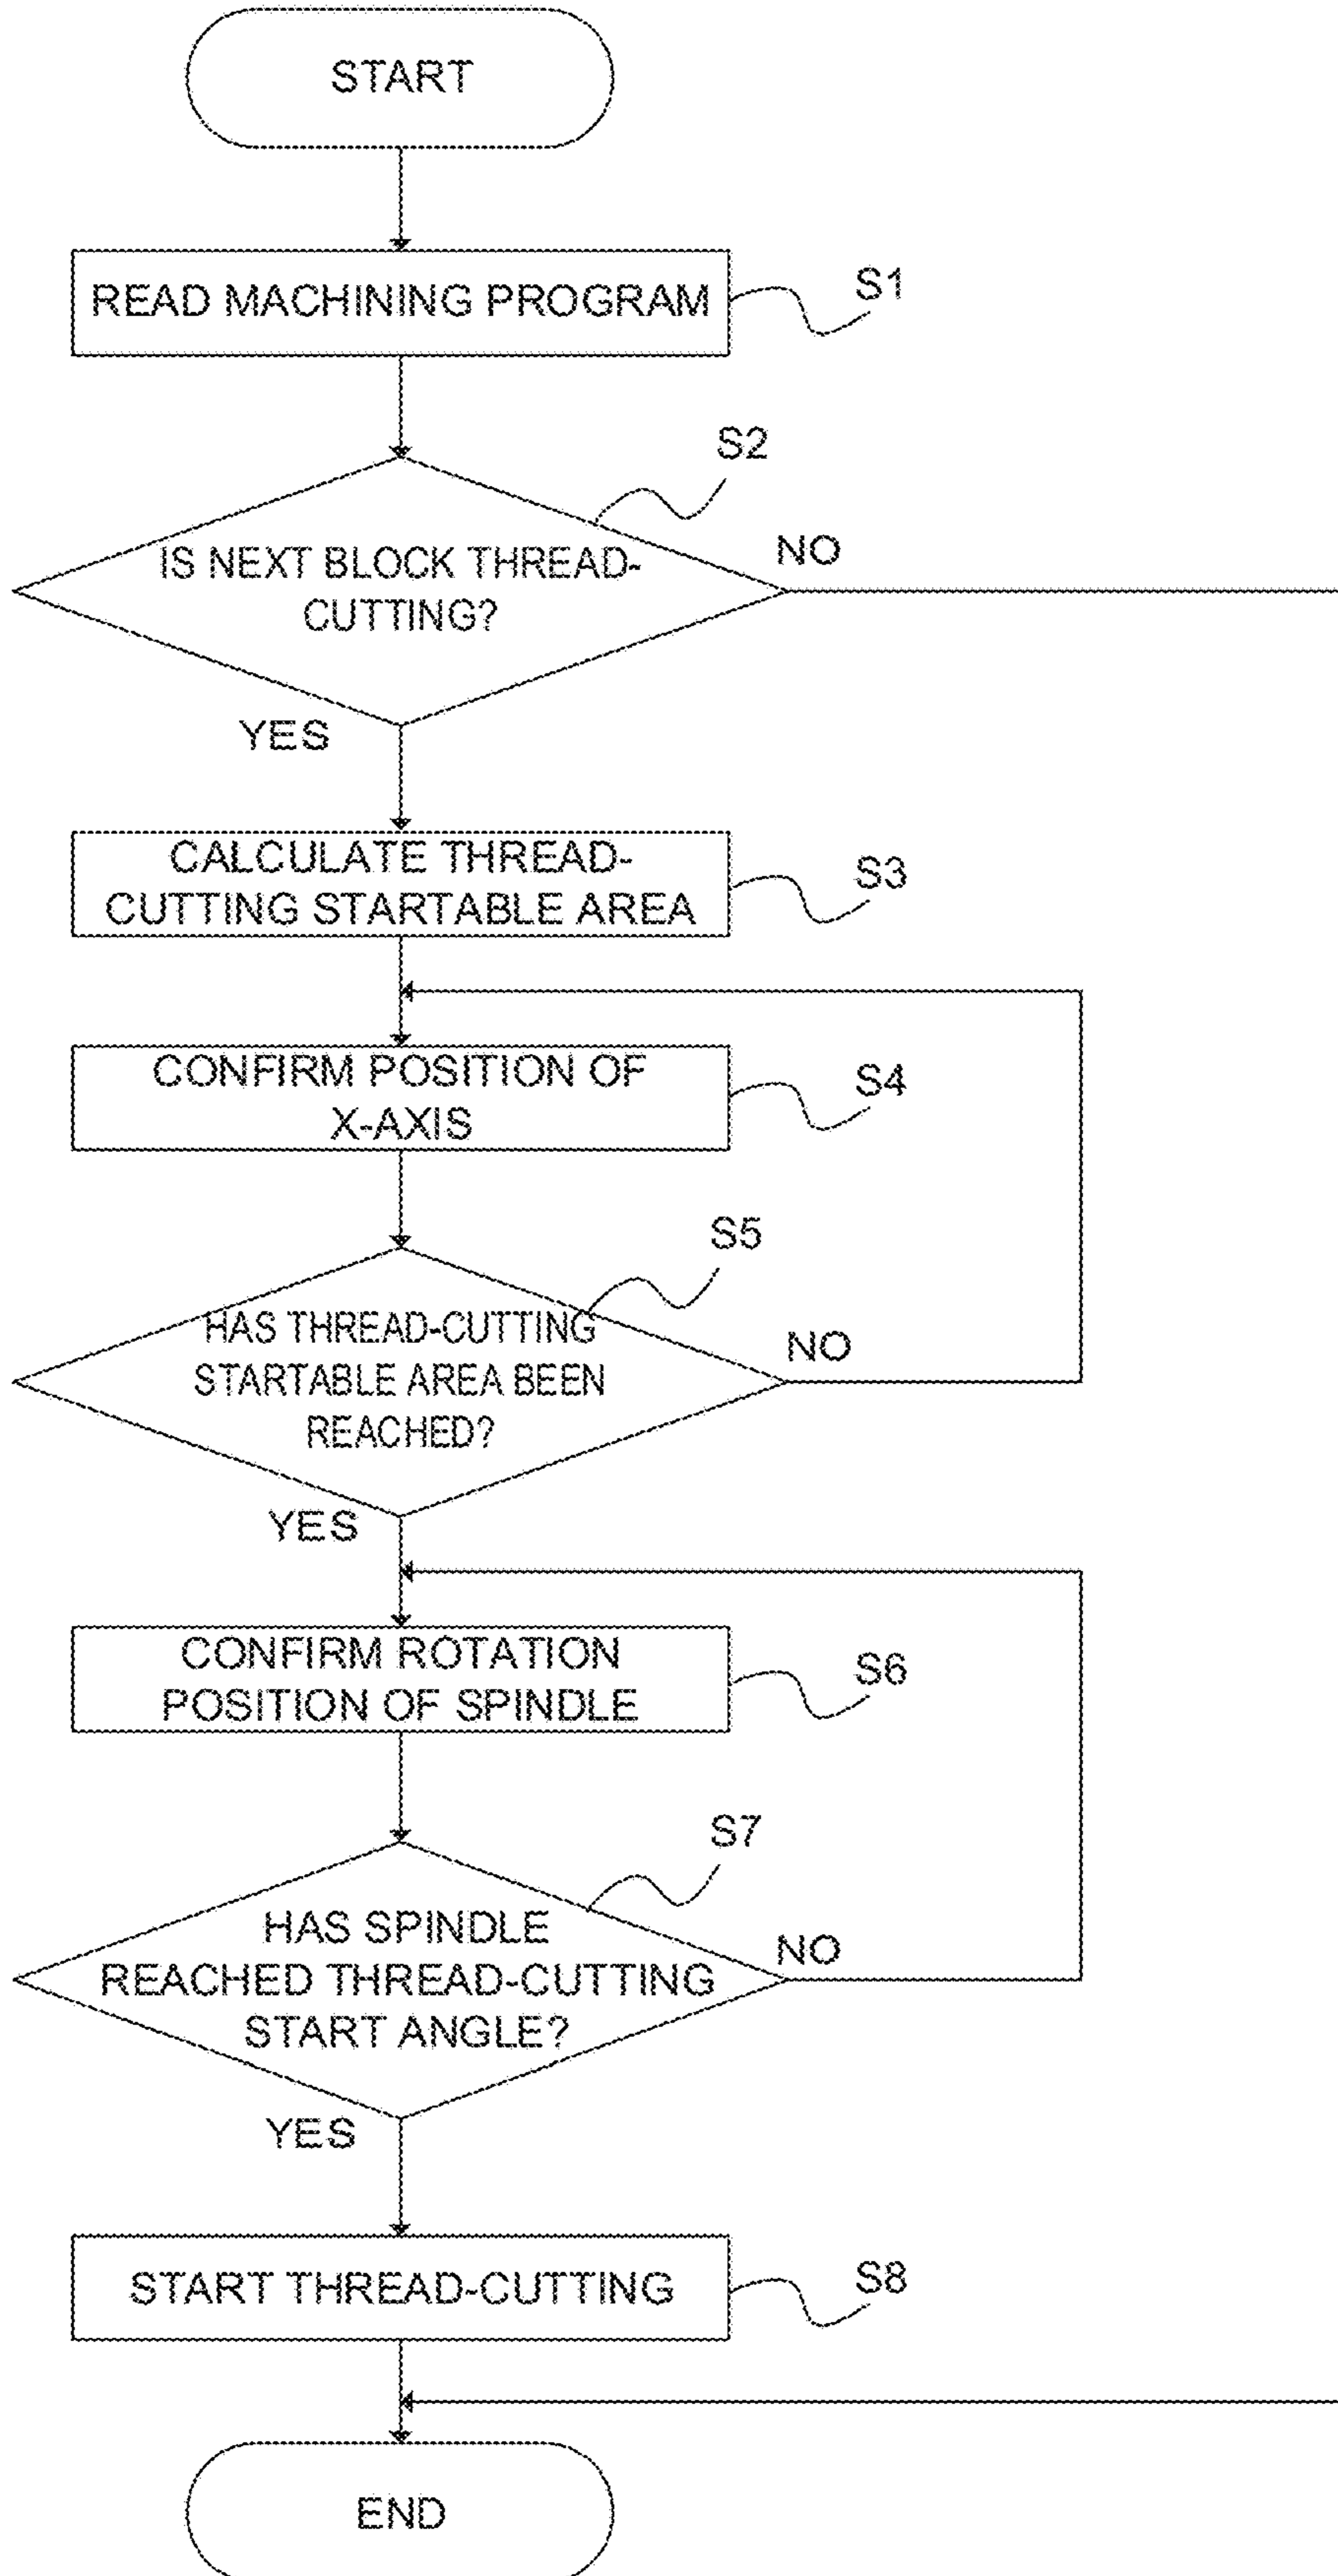 START
READ MACHINING PROGRAM
S1
S2
IS NEXT BLOCK THREAD-
CUTTING?
NO
YES
CALCULATE THREAD-
CUTTING STARTABLE AREA
S3
CONFIRM POSITION OF
X-AXIS
S4
S5
HAS THREAD-CUTTING
STARTABLE AREA BEEN
REACHED?
NO
YES
CONFIRM ROTATION
POSITION OF SPINDLE
S6
S7
HAS SPINDLE
REACHED THREAD-CUTTING
START ANGLE?
NO
YES
START THREAD-CUTTING
S8
END